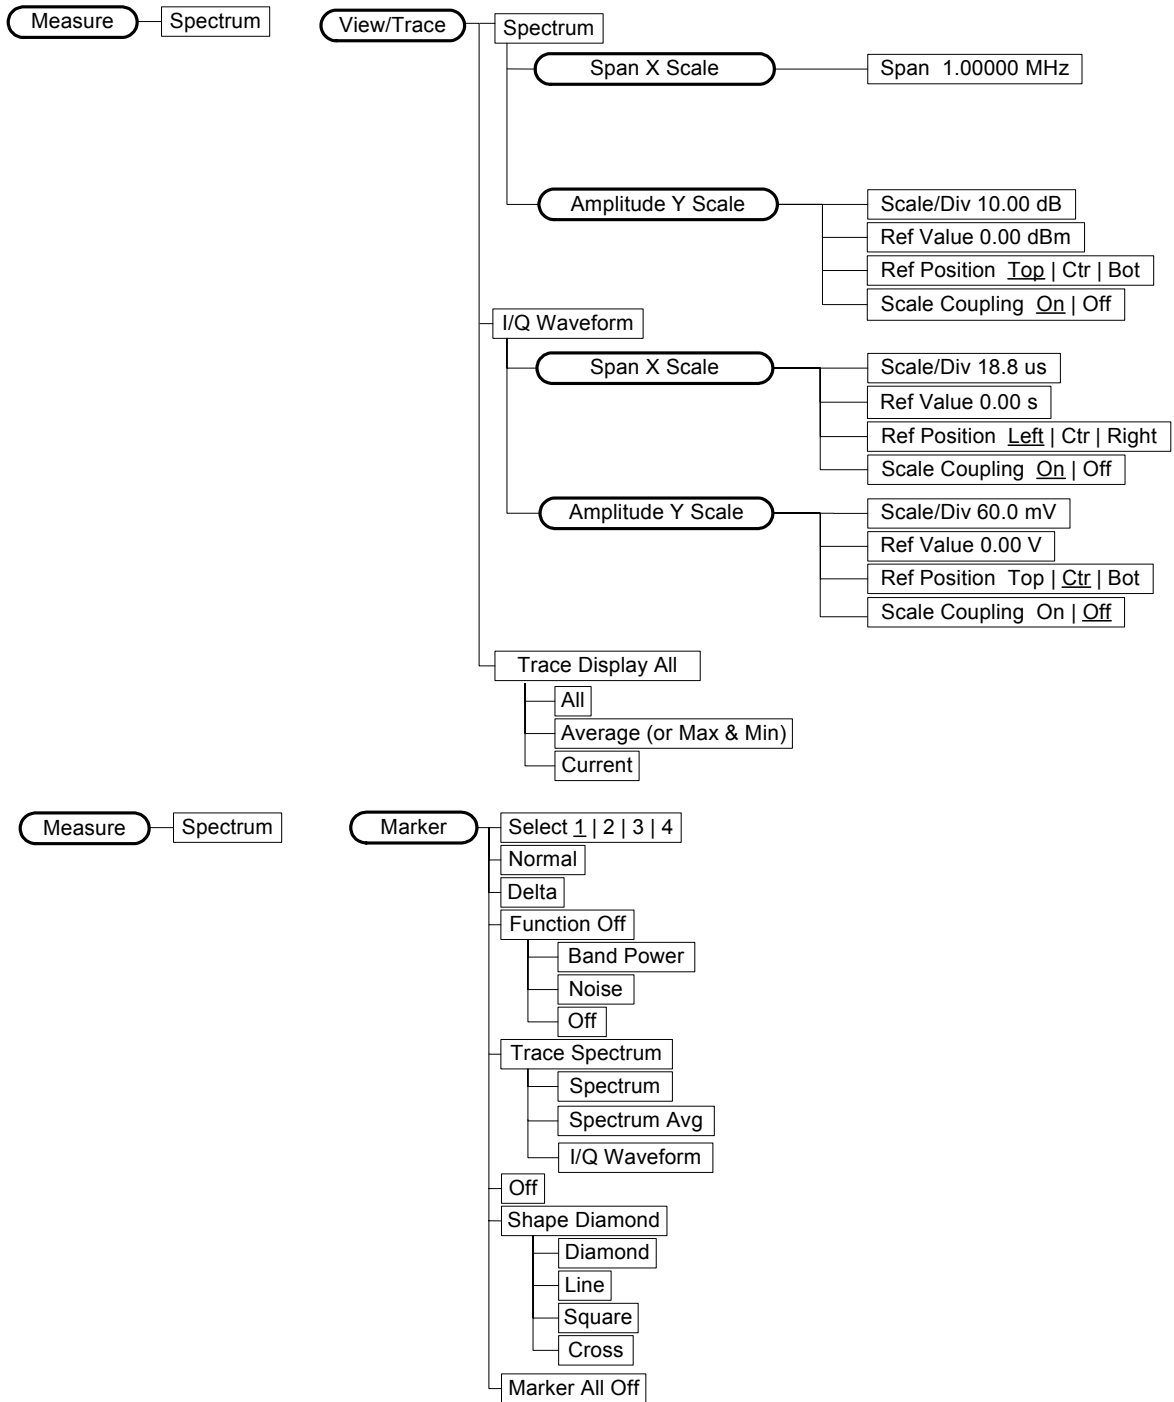 Measure
Spectrum
View/Trace
Spectrum
Span X Scale
Span 1.00000 MHz
Amplitude Y Scale
Scale/Div 10.00 dB
Ref Value 0.00 dBm
Ref Position Top | Ctr | Bot
Scale Coupling On | Off
I/Q Waveform
Span X Scale
Scale/Div 18.8 us
Ref Value 0.00 s
Ref Position Left | Ctr | Right
Scale Coupling On | Off
Amplitude Y Scale
Scale/Div 60.0 mV
Ref Value 0.00 V
Ref Position Top | Ctr | Bot
Scale Coupling On | Off
Trace Display All
All
Average (or Max & Min)
Current
Measure
Spectrum
Marker
Select 1 | 2 | 3 | 4
Normal
Delta
Function Off
Band Power
Noise
Off
Trace Spectrum
Spectrum
Spectrum Avg
I/Q Waveform
Off
Shape Diamond
Diamond
Line
Square
Cross
Marker All Off